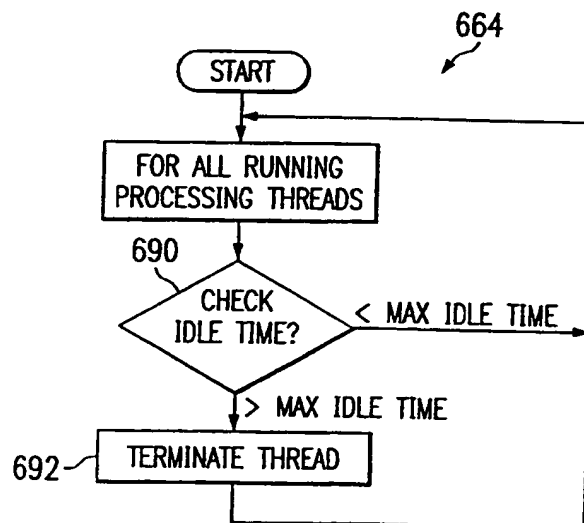 664
START
FOR ALL RUNNING
PROCESSING THREADS
690
CHECK
IDLE TIME?
< MAX IDLE TIME
> MAX IDLE TIME
692
TERMINATE THREAD